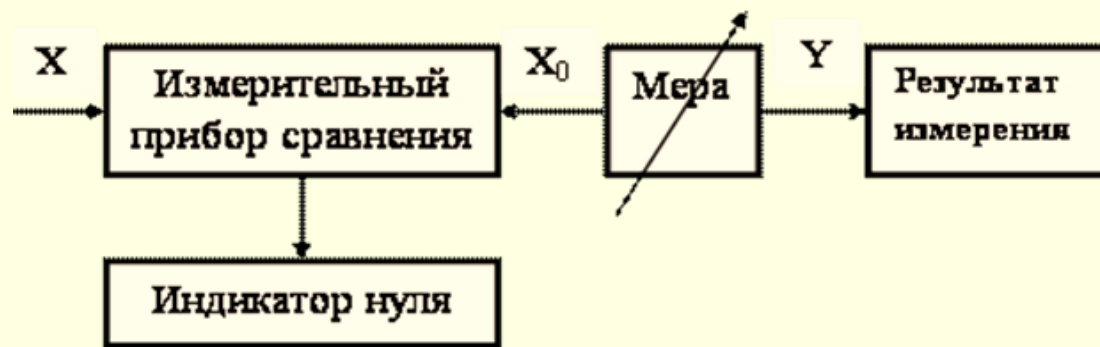 X
Измерительный
прибор сравнения
X₀
Мера
Y
Результат
измерения
Индикатор нуля